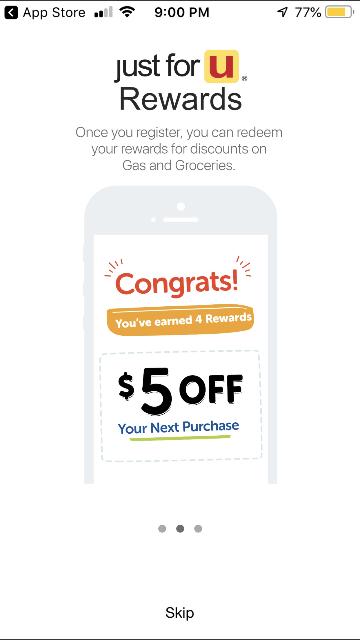 App Store 9:00 PM 77%
just for u®
Rewards
Once you register, you can redeem
your rewards for discounts on
Gas and Groceries.
Congrats!
You've earned 4 Rewards
$5 OFF
Your Next Purchase
Skip